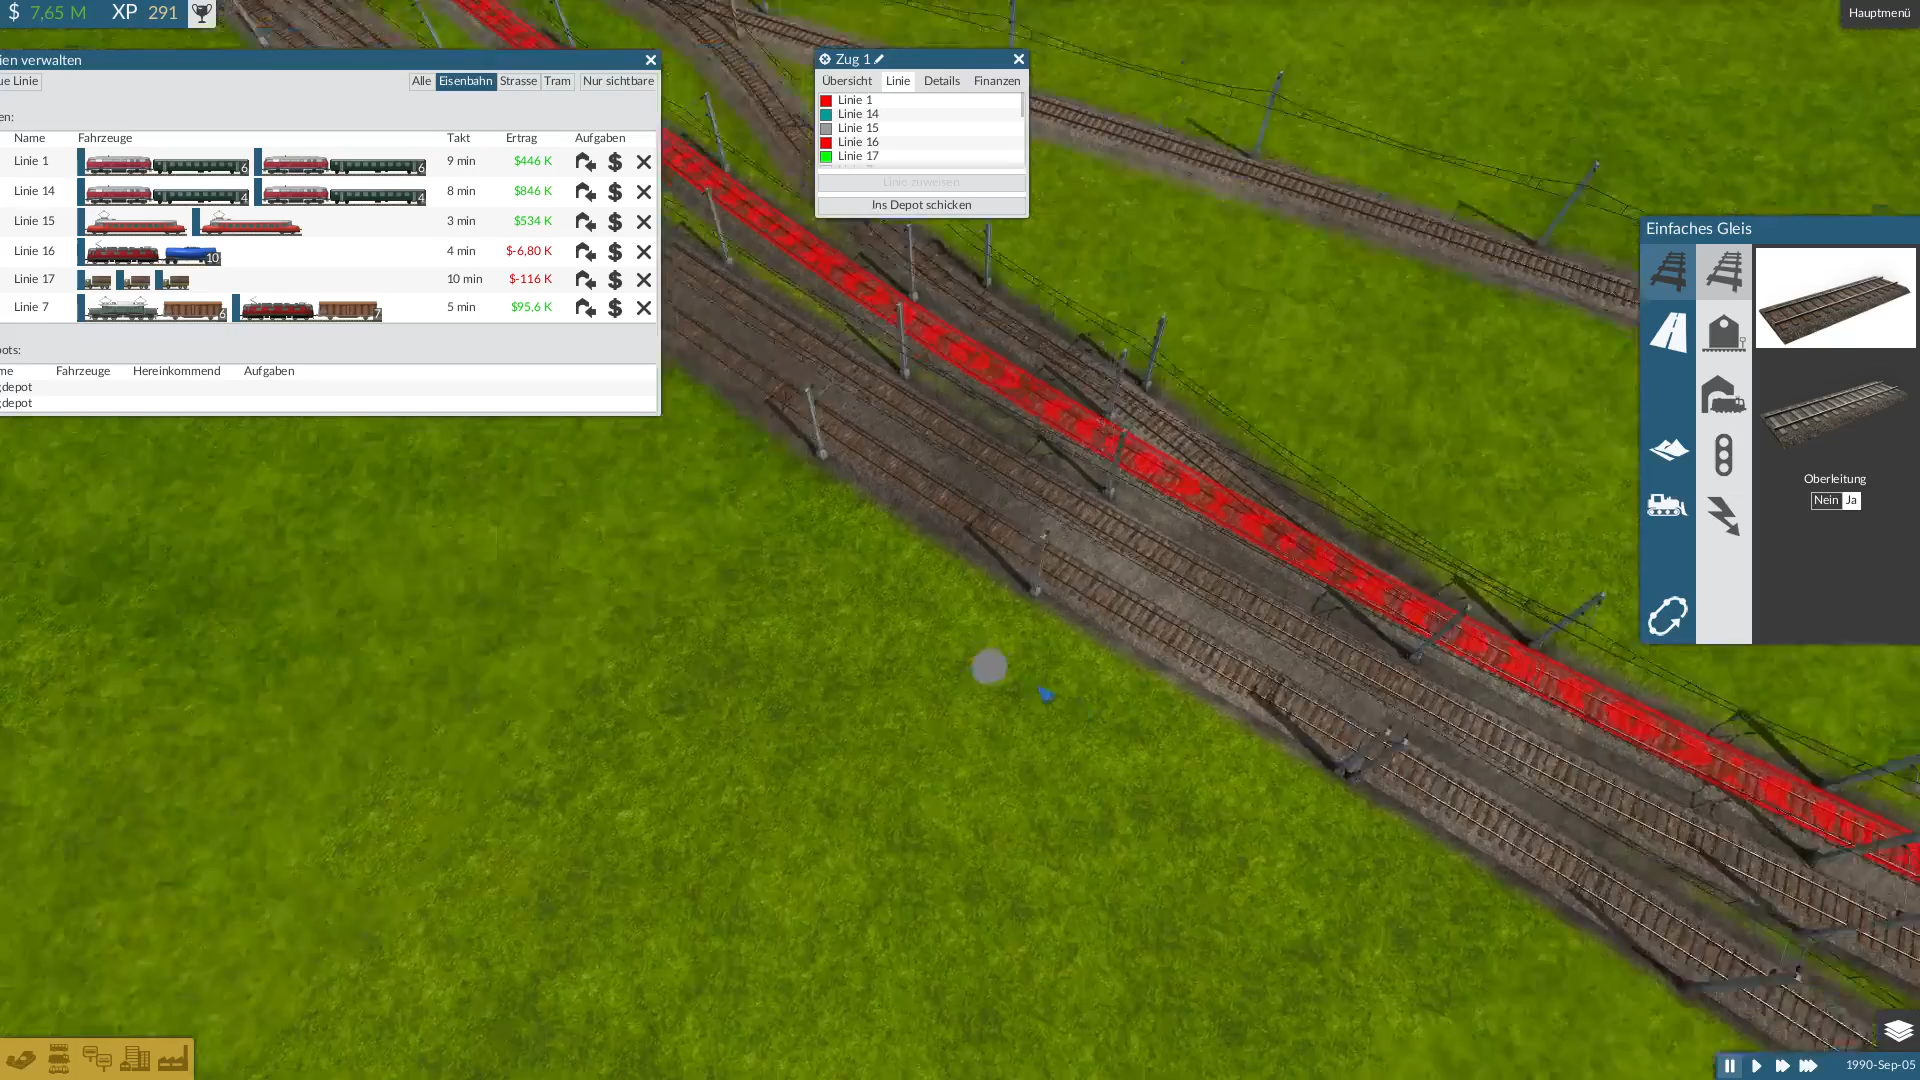 $ 7,65 M XP 291
Hauptmenü
ien verwalten
ue Linie Alle Eisenbahn Strasse Tram Nur sichtbare
en:
Name Fahrzeuge Takt Ertrag Aufgaben
Linie 1 6 6 9 min $446 K $
Linie 14 4 4 8 min $846 K $
Linie 15 3 min $534 K $
Linie 16 10 4 min $-6,80 K $
Linie 17 10 min $-116 K $
Linie 7 6 7 5 min $95,6 K $
ots:
me Fahrzeuge Hereinkommend Aufgaben
gdepot
gdepot
Zug 1
Übersicht Linie Details Finanzen
Linie 1
Linie 14
Linie 15
Linie 16
Linie 17
Linie zuweisen
Ins Depot schicken
Einfaches Gleis
Oberleitung
Nein Ja
1990-Sep-05